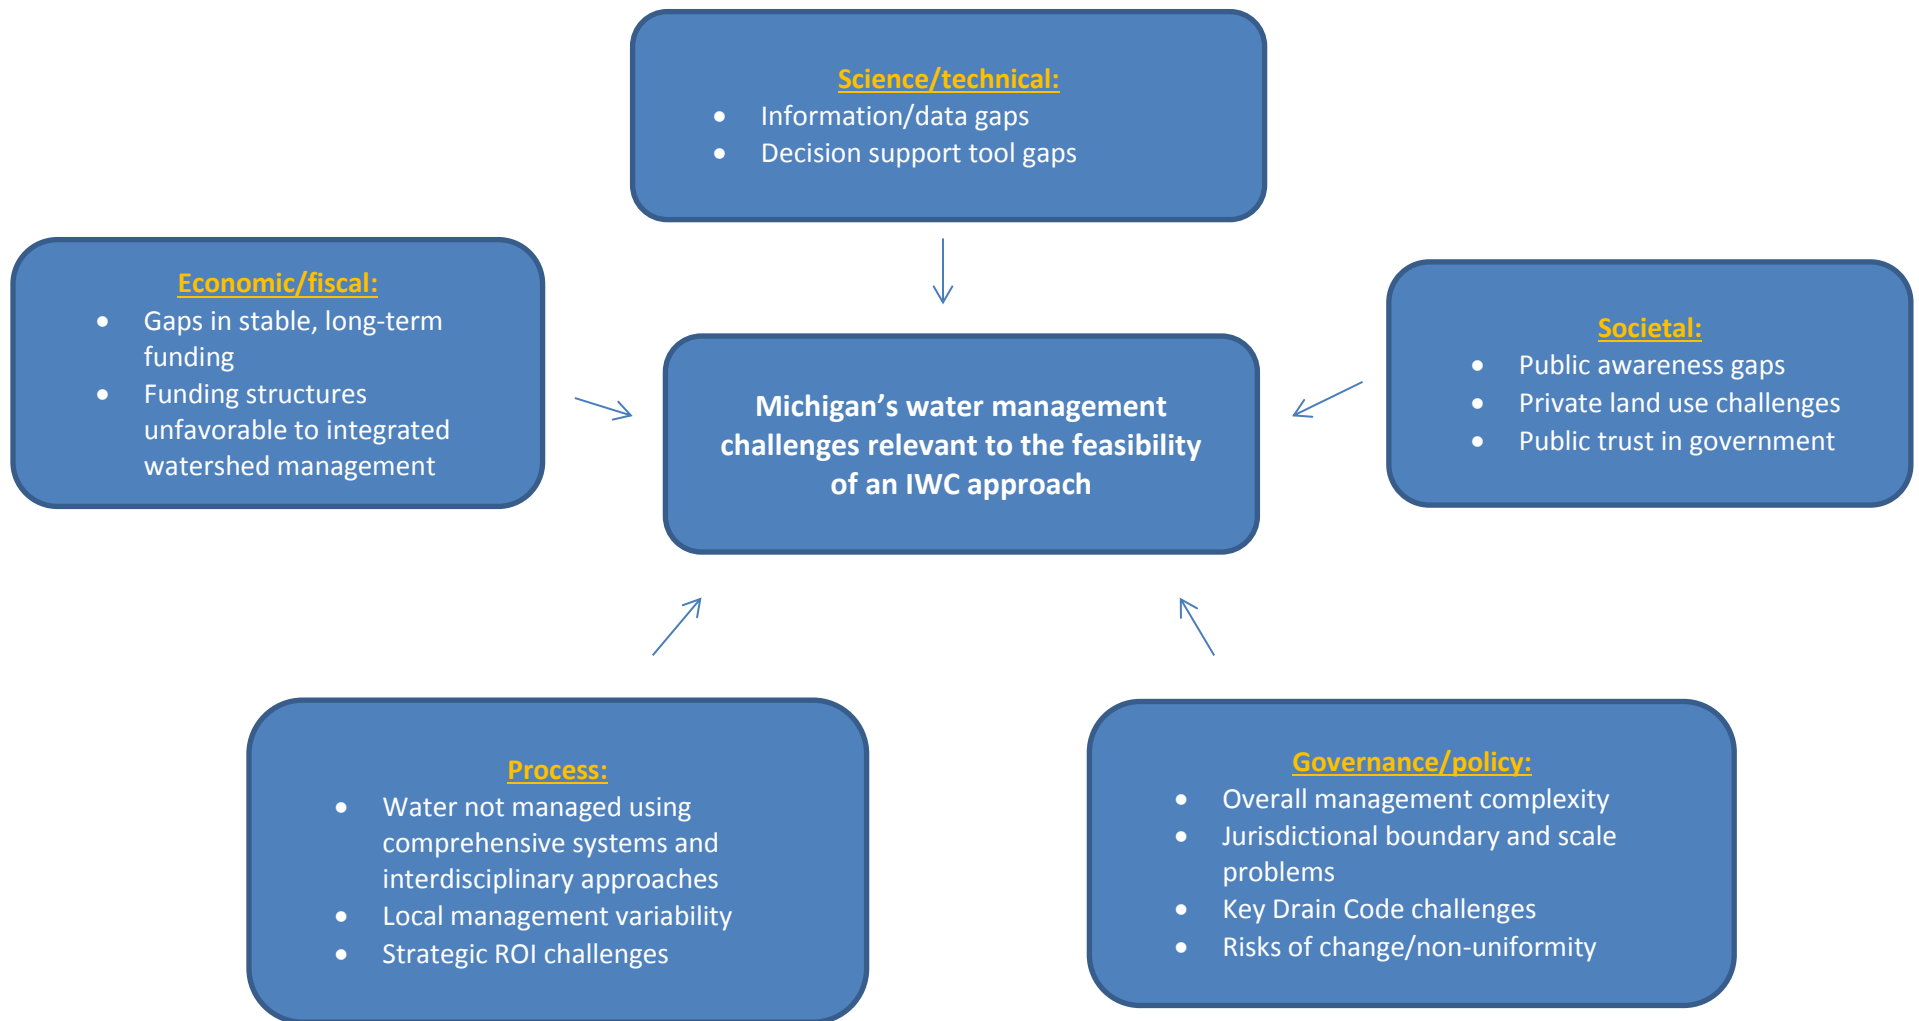 Science/technical:
• Information/data gaps
• Decision support tool gaps
Economic/fiscal:
• Gaps in stable, long-term
funding
• Funding structures
unfavorable to integrated
watershed management
Societal:
• Public awareness gaps
• Private land use challenges
• Public trust in government
Michigan’s water management
challenges relevant to the feasibility
of an IWC approach
Process:
• Water not managed using
comprehensive systems and
interdisciplinary approaches
• Local management variability
• Strategic ROI challenges
Governance/policy:
• Overall management complexity
• Jurisdictional boundary and scale
problems
• Key Drain Code challenges
• Risks of change/non-uniformity